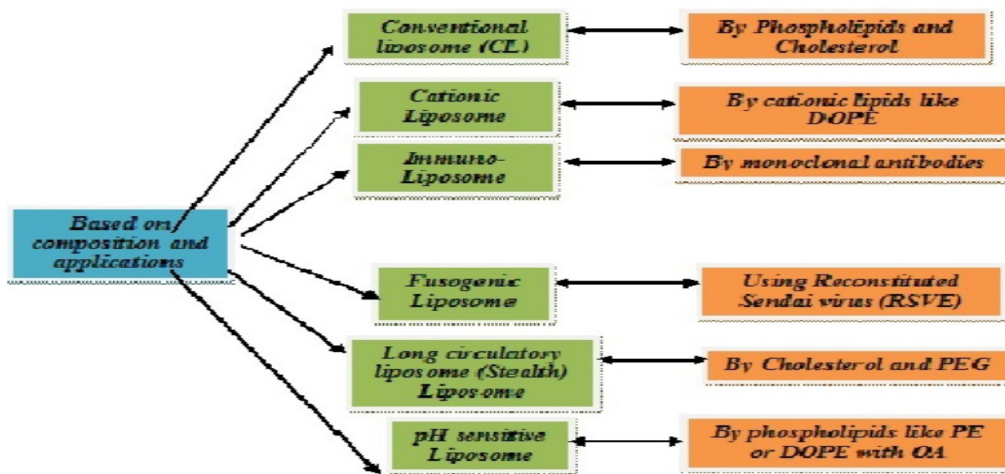 Conventional
liposome (CL)
By Phospholipids and
Cholesterol
Cationic
Liposome
By cationic lipids like
DOPE
Immuno-
Liposome
By monoclonal antibodies
Based on
composition and
applications
Fusogenic
Liposome
Using Reconstituted
Sendai virus (RSVE)
Long circulatory
liposome (Stealth)
Liposome
By Cholesterol and PEG
pH sensitive
Liposome
By phospholipids like PE
or DOPE with OA